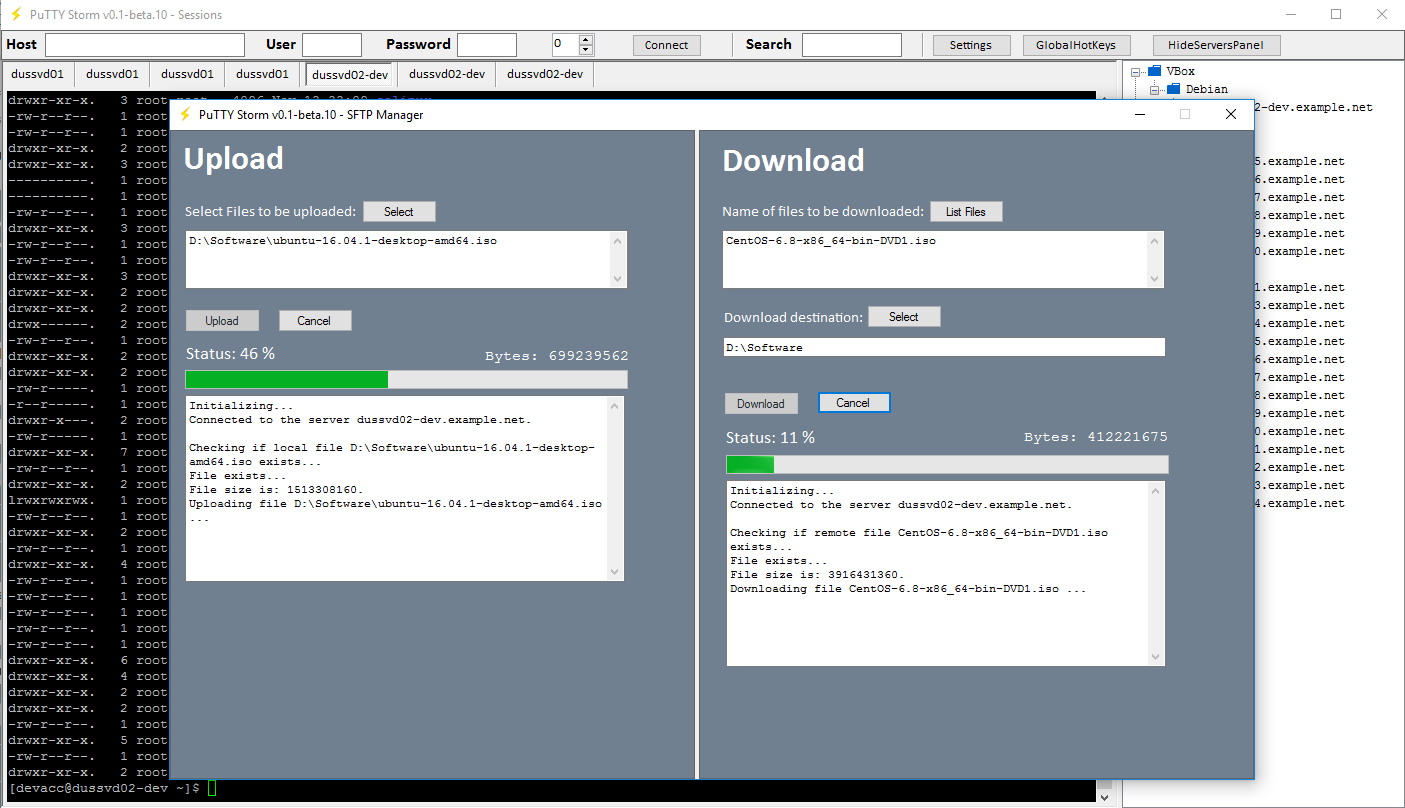 PuTTY Storm v0.1-beta.10 - Sessions
Host User Password 0 Connect Search Settings GlobalHotKeys HideServersPanel
dussvd01 dussvd01 dussvd01 dussvd01 dussvd02-dev dussvd02-dev dussvd02-dev
VBox
Debian
2-dev.example.net
5.example.net
6.example.net
7.example.net
8.example.net
9.example.net
0.example.net
1.example.net
3.example.net
4.example.net
5.example.net
6.example.net
7.example.net
8.example.net
9.example.net
0.example.net
1.example.net
2.example.net
3.example.net
4.example.net
drwxr-xr-x. 3 root
-rw-r--r--. 1 root
-rw-r--r--. 1 root
drwxr-xr-x. 2 root
drwxr-xr-x. 3 root
----------. 1 root
----------. 1 root
-rw-r--r--. 1 root
drwxr-xr-x. 3 root
-rw-r--r--. 1 root
-rw-r--r--. 1 root
drwxr-xr-x. 3 root
drwxr-xr-x. 2 root
drwxr-xr-x. 2 root
drwx------. 2 root
-rw-r--r--. 1 root
drwxr-xr-x. 2 root
drwxr-xr-x. 2 root
-rw-r-----. 1 root
-r--r-----. 1 root
drwxr-x---. 2 root
-rw-r-----. 1 root
drwxr-xr-x. 7 root
-rw-r--r--. 1 root
drwxr-xr-x. 2 root
lrwxrwxrwx. 1 root
-rw-r--r--. 1 root
drwxr-xr-x. 2 root
-rw-r--r--. 1 root
drwxr-xr-x. 4 root
-rw-r--r--. 1 root
-rw-r--r--. 1 root
-rw-r--r--. 1 root
-rw-r--r--. 1 root
-rw-r--r--. 1 root
drwxr-xr-x. 6 root
drwxr-xr-x. 4 root
drwxr-xr-x. 2 root
drwxr-xr-x. 2 root
-rw-r--r--. 1 root
drwxr-xr-x. 5 root
-rw-r--r--. 1 root
drwxr-xr-x. 2 root
[devacc@dussvd02-dev ~]$
PuTTY Storm v0.1-beta.10 - SFTP Manager
Upload
Select Files to be uploaded: Select
D:\Software\ubuntu-16.04.1-desktop-amd64.iso
Upload Cancel
Status: 46 % Bytes: 699239562
Initializing...
Connected to the server dussvd02-dev.example.net.
Checking if local file D:\Software\ubuntu-16.04.1-desktop-
amd64.iso exists...
File exists...
File size is: 1513308160.
Uploading file D:\Software\ubuntu-16.04.1-desktop-amd64.iso
...
Download
Name of files to be downloaded: List Files
CentOS-6.8-x86_64-bin-DVD1.iso
Download destination: Select
D:\Software
Download Cancel
Status: 11 % Bytes: 412221675
Initializing...
Connected to the server dussvd02-dev.example.net.
Checking if remote file CentOS-6.8-x86_64-bin-DVD1.iso
exists...
File exists...
File size is: 3916431360.
Downloading file CentOS-6.8-x86_64-bin-DVD1.iso ...